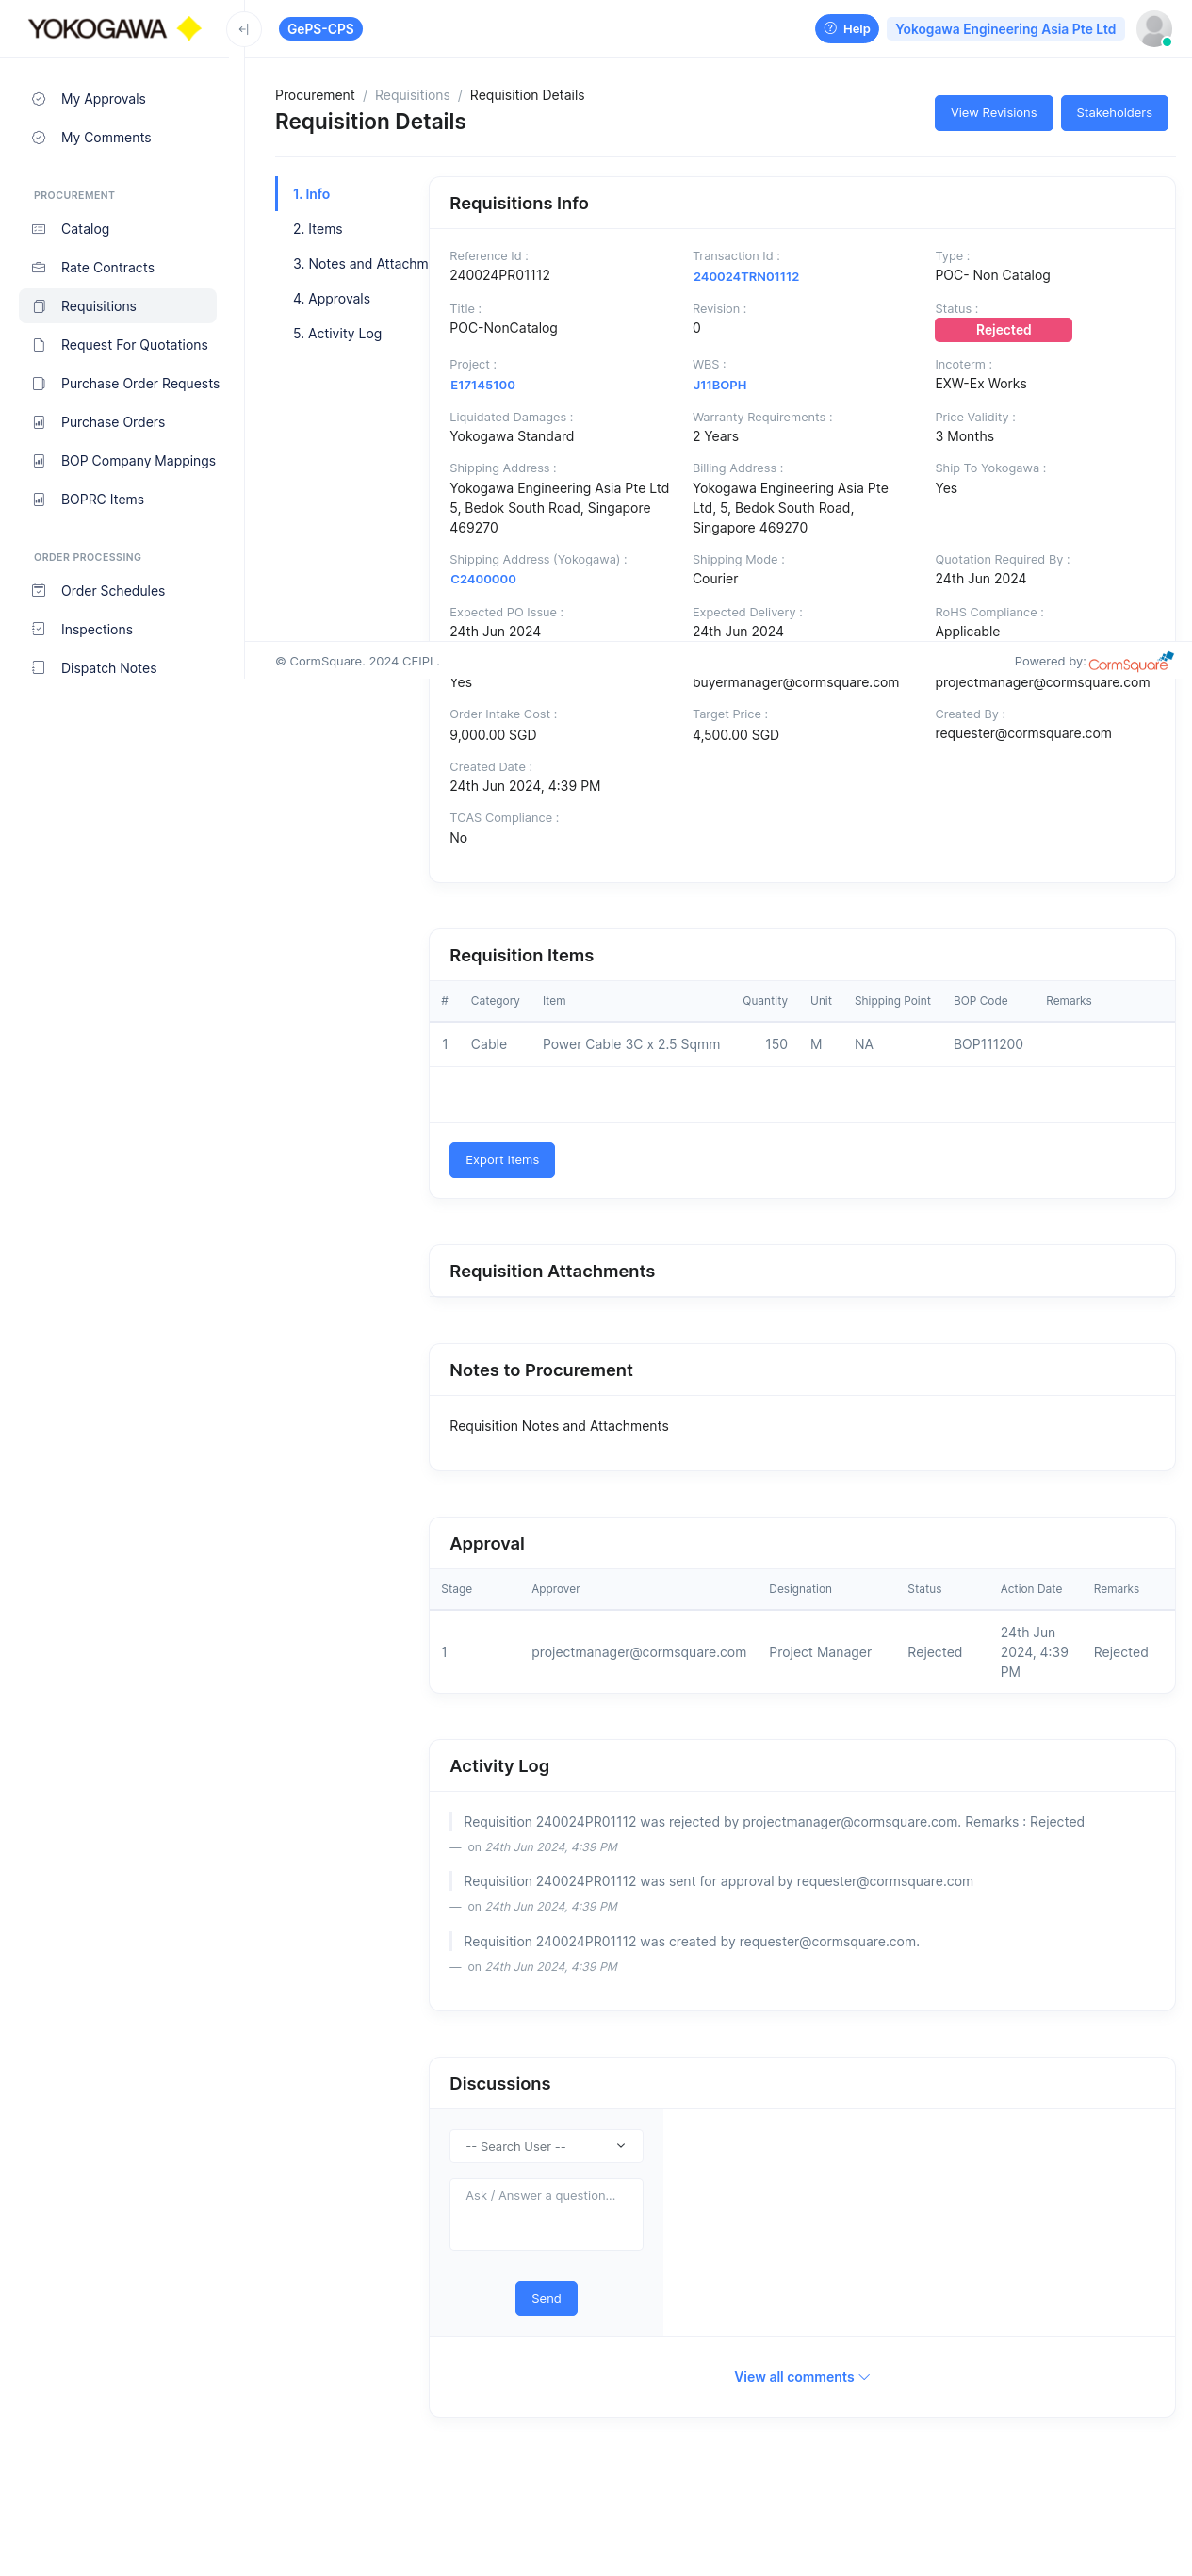 YOKOGAWA
GePS-CPS
Help
Yokogawa Engineering Asia Pte Ltd
My Approvals
My Comments
PROCUREMENT
Catalog
Rate Contracts
Requisitions
Request For Quotations
Purchase Order Requests
Purchase Orders
BOP Company Mappings
BOPRC Items
ORDER PROCESSING
Order Schedules
Inspections
Dispatch Notes
Procurement / Requisitions / Requisition Details
Requisition Details
View Revisions
Stakeholders
1. Info
2. Items
3. Notes and Attachm
4. Approvals
5. Activity Log
Requisitions Info
Reference Id : Transaction Id : Type :
240024PR01112 240024TRN01112 POC- Non Catalog
Title : Revision : Status :
POC-NonCatalog 0 Rejected
Project : WBS : Incoterm :
E17145100 J11BOPH EXW-Ex Works
Liquidated Damages : Warranty Requirements : Price Validity :
Yokogawa Standard 2 Years 3 Months
Shipping Address : Billing Address : Ship To Yokogawa :
Yokogawa Engineering Asia Pte Ltd Yokogawa Engineering Asia Pte Yes
5, Bedok South Road, Singapore Ltd, 5, Bedok South Road,
469270 Singapore 469270
Shipping Address (Yokogawa) : Shipping Mode : Quotation Required By :
C2400000 Courier 24th Jun 2024
Expected PO Issue : Expected Delivery : RoHS Compliance :
24th Jun 2024 24th Jun 2024 Applicable
© CormSquare. 2024 CEIPL. Powered by: CormSquare
Yes buyermanager@cormsquare.com projectmanager@cormsquare.com
Order Intake Cost : Target Price : Created By :
9,000.00 SGD 4,500.00 SGD requester@cormsquare.com
Created Date :
24th Jun 2024, 4:39 PM
TCAS Compliance :
No
Requisition Items
# Category Item Quantity Unit Shipping Point BOP Code Remarks
1 Cable Power Cable 3C x 2.5 Sqmm 150 M NA BOP111200
Export Items
Requisition Attachments
Notes to Procurement
Requisition Notes and Attachments
Approval
Stage Approver Designation Status Action Date Remarks
1 projectmanager@cormsquare.com Project Manager Rejected 24th Jun 2024, 4:39 PM Rejected
Activity Log
Requisition 240024PR01112 was rejected by projectmanager@cormsquare.com. Remarks : Rejected
— on 24th Jun 2024, 4:39 PM
Requisition 240024PR01112 was sent for approval by requester@cormsquare.com
— on 24th Jun 2024, 4:39 PM
Requisition 240024PR01112 was created by requester@cormsquare.com.
— on 24th Jun 2024, 4:39 PM
Discussions
-- Search User --
Ask / Answer a question...
Send
View all comments